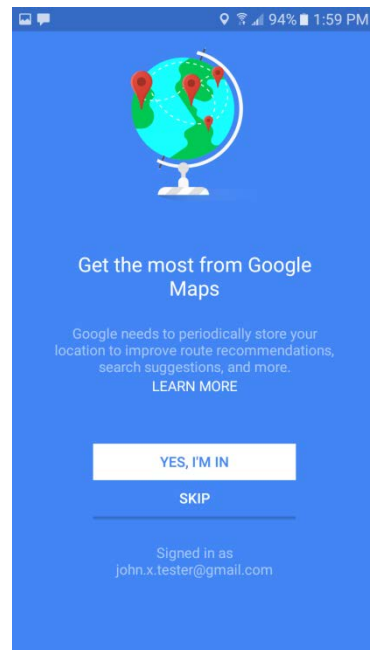 94% 1:59 PM
Get the most from Google
Maps
Google needs to periodically store your
location to improve route recommendations,
search suggestions, and more.
LEARN MORE
YES, I'M IN
SKIP
Signed in as
john.x.tester@gmail.com